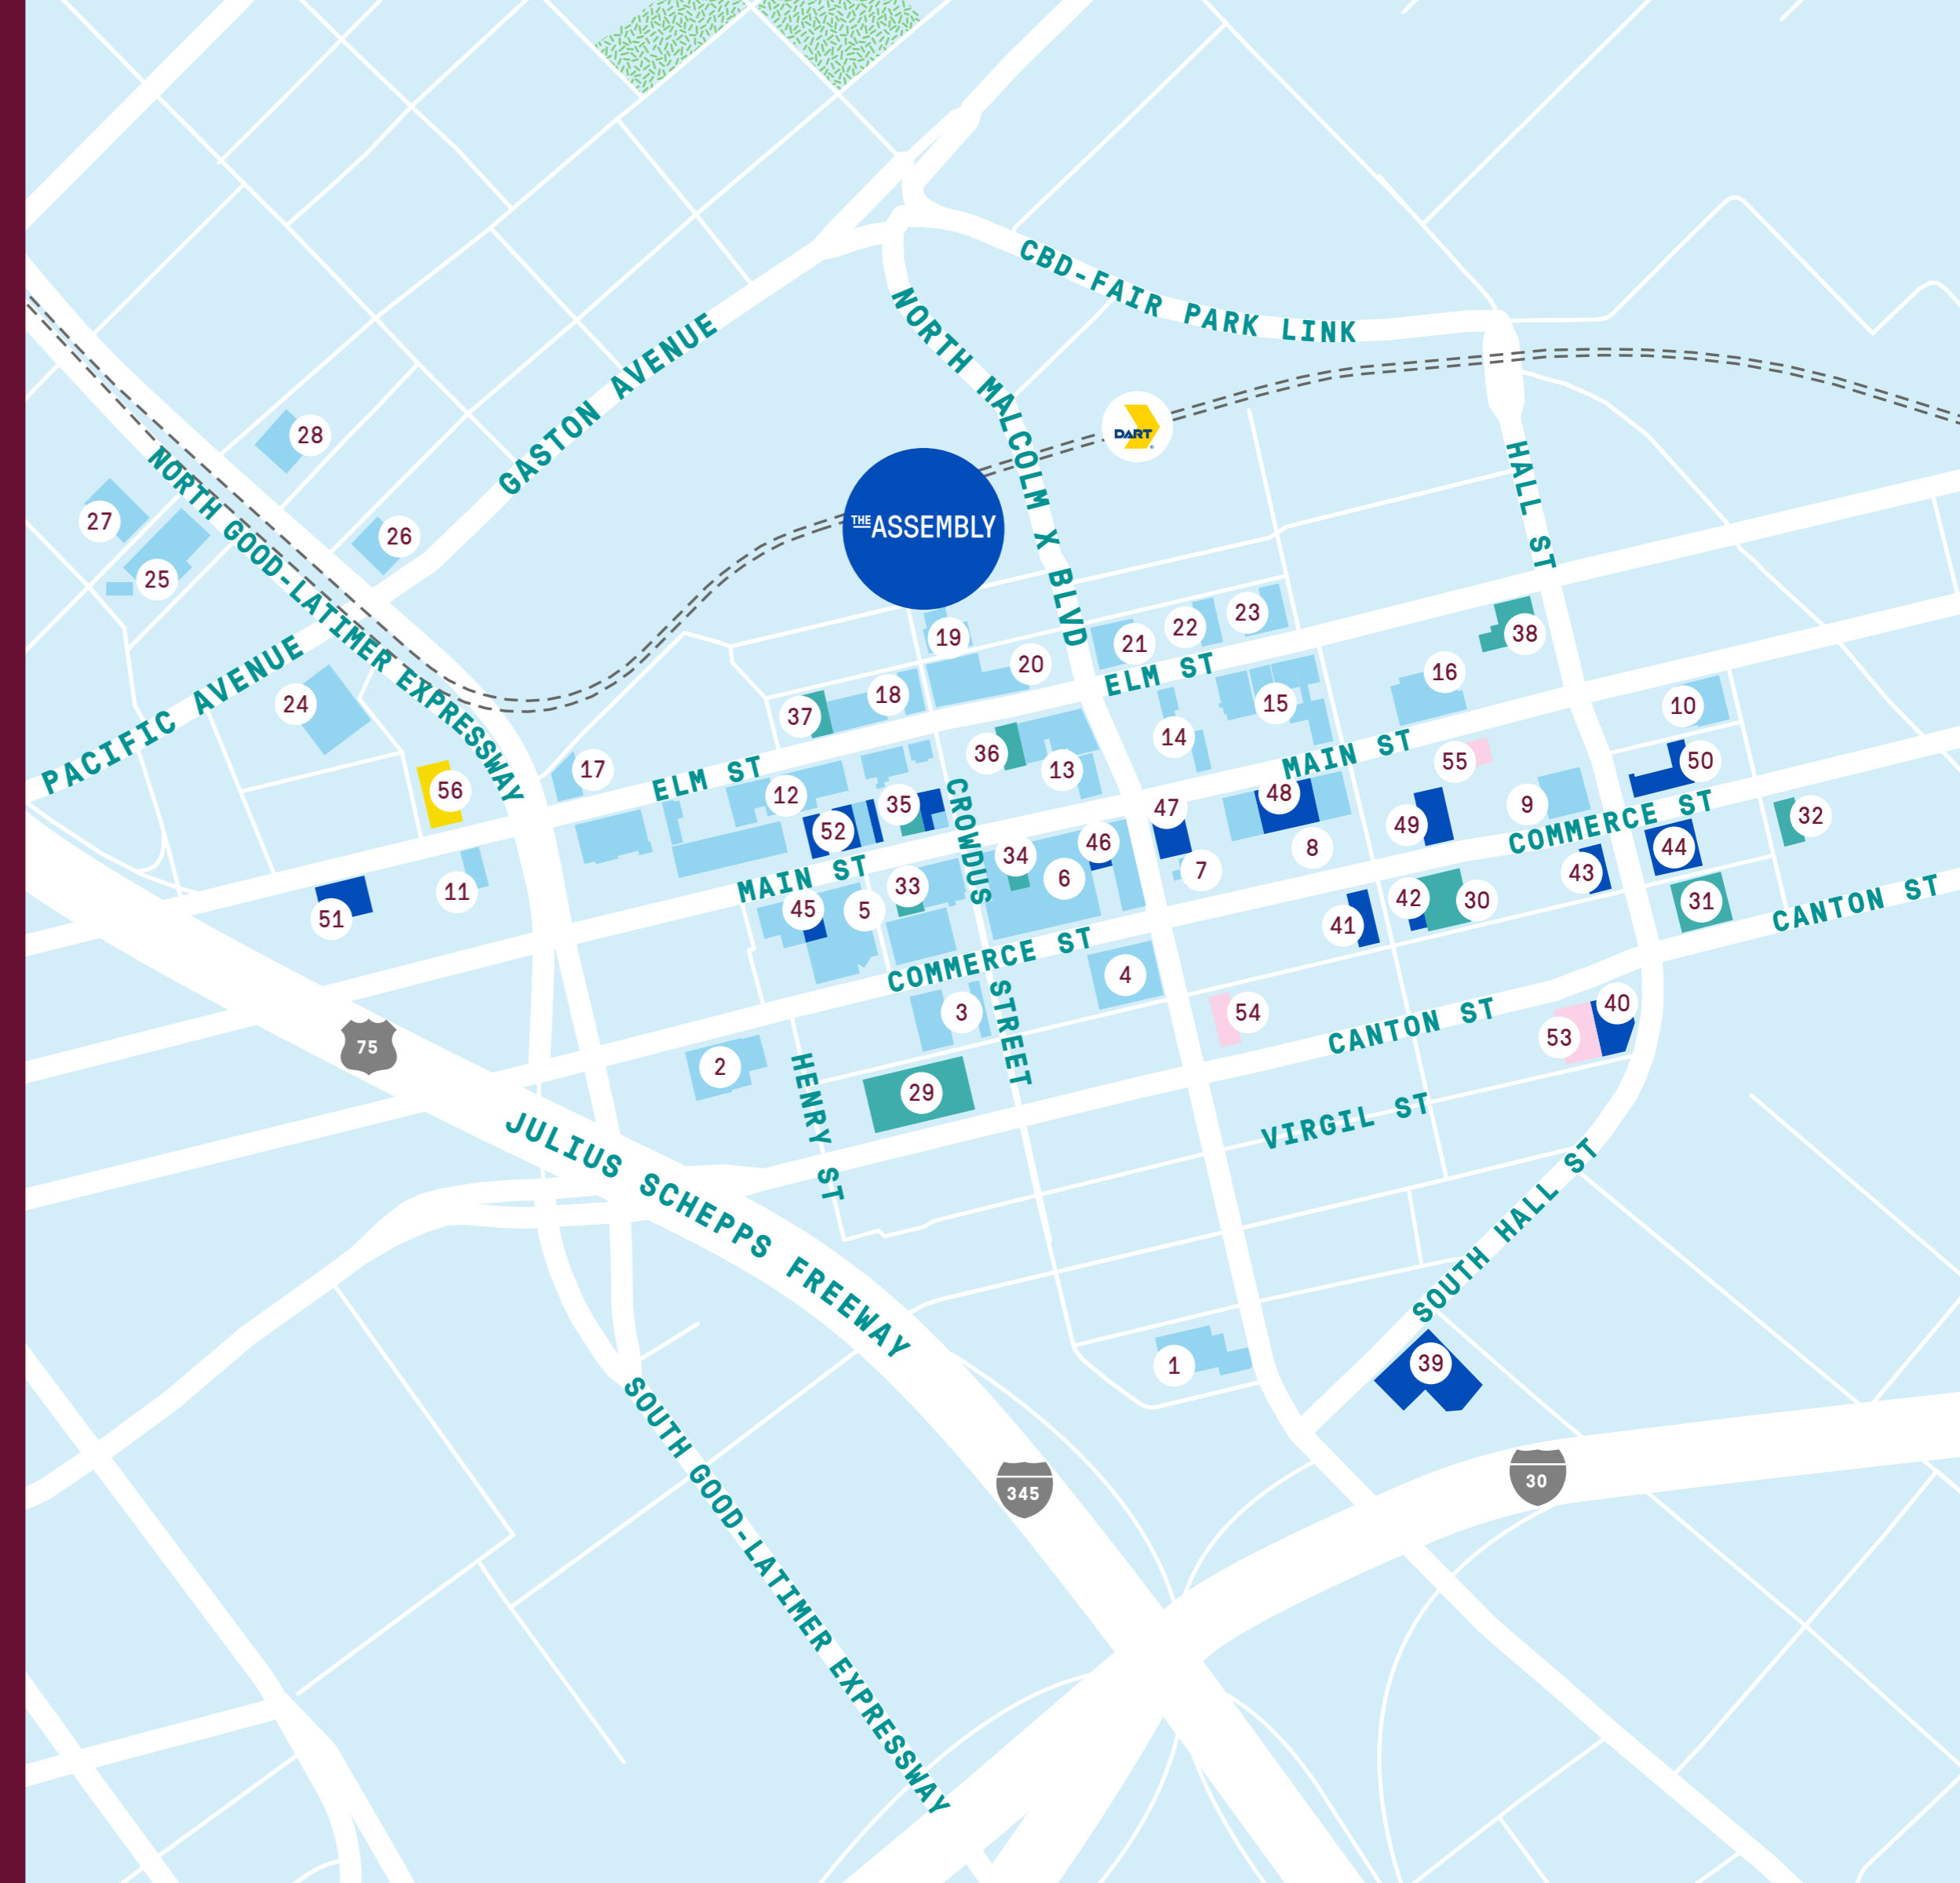 CBD-FAIR PARK LINK
NORTH MALCOLM X BLVD
GASTON AVENUE
DART
HALL ST
28
NORTH GOOD-LATIMER EXPRESSWAY
27
26
THE ASSEMBLY
25
23
22
38
19
21
20
ELM ST
PACIFIC AVENUE
16
18
24
15
10
37
14
MAIN ST
36
55
50
17
13
ELM ST
56
12
48
35
47
9
32
COMMERCE ST
52
49
CROWDUS STREET
46
8
44
34
MAIN ST
7
43
6
33
11
42
30
31
CANTON ST
45
5
51
41
COMMERCE ST
4
40
3
54
CANTON ST
53
75
2
29
HENRY ST
VIRGIL ST
JULIUS SCHEPPS FREEWAY
SOUTH HALL ST
1
39
SOUTH GOOD-LATIMER EXPRESSWAY
30
345